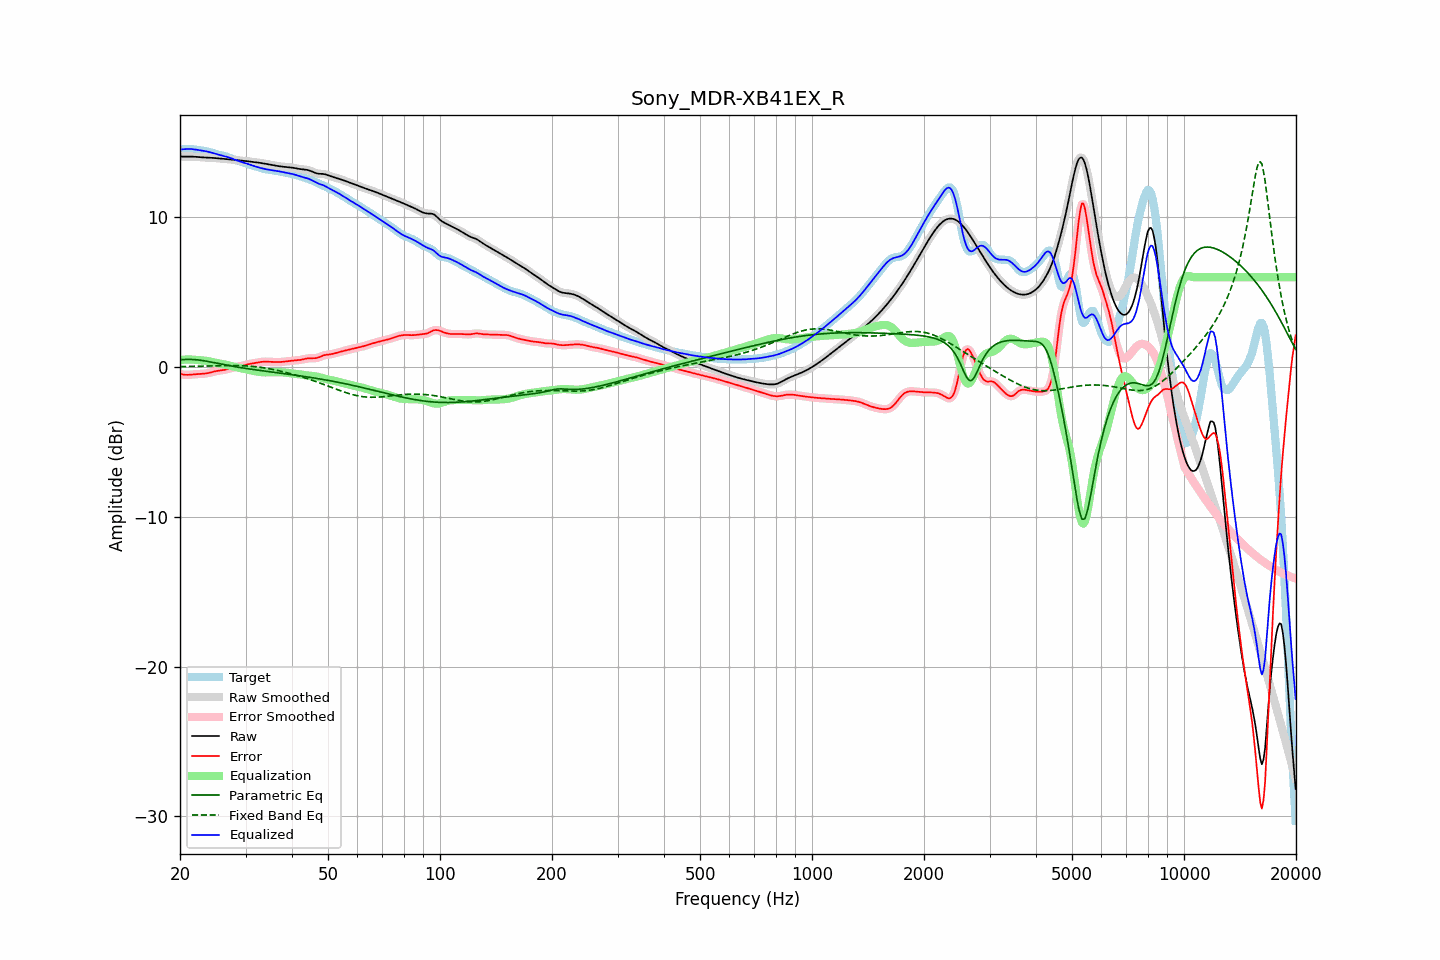 Sony_MDR-XB41EX_R
Amplitude (dBr)
10
0
−10
−20
−30
Target
Raw Smoothed
Error Smoothed
Raw
Error
Equalization
Parametric Eq
Fixed Band Eq
Equalized
20 50 100 200 500 1000 2000 5000 10000 20000
Frequency (Hz)